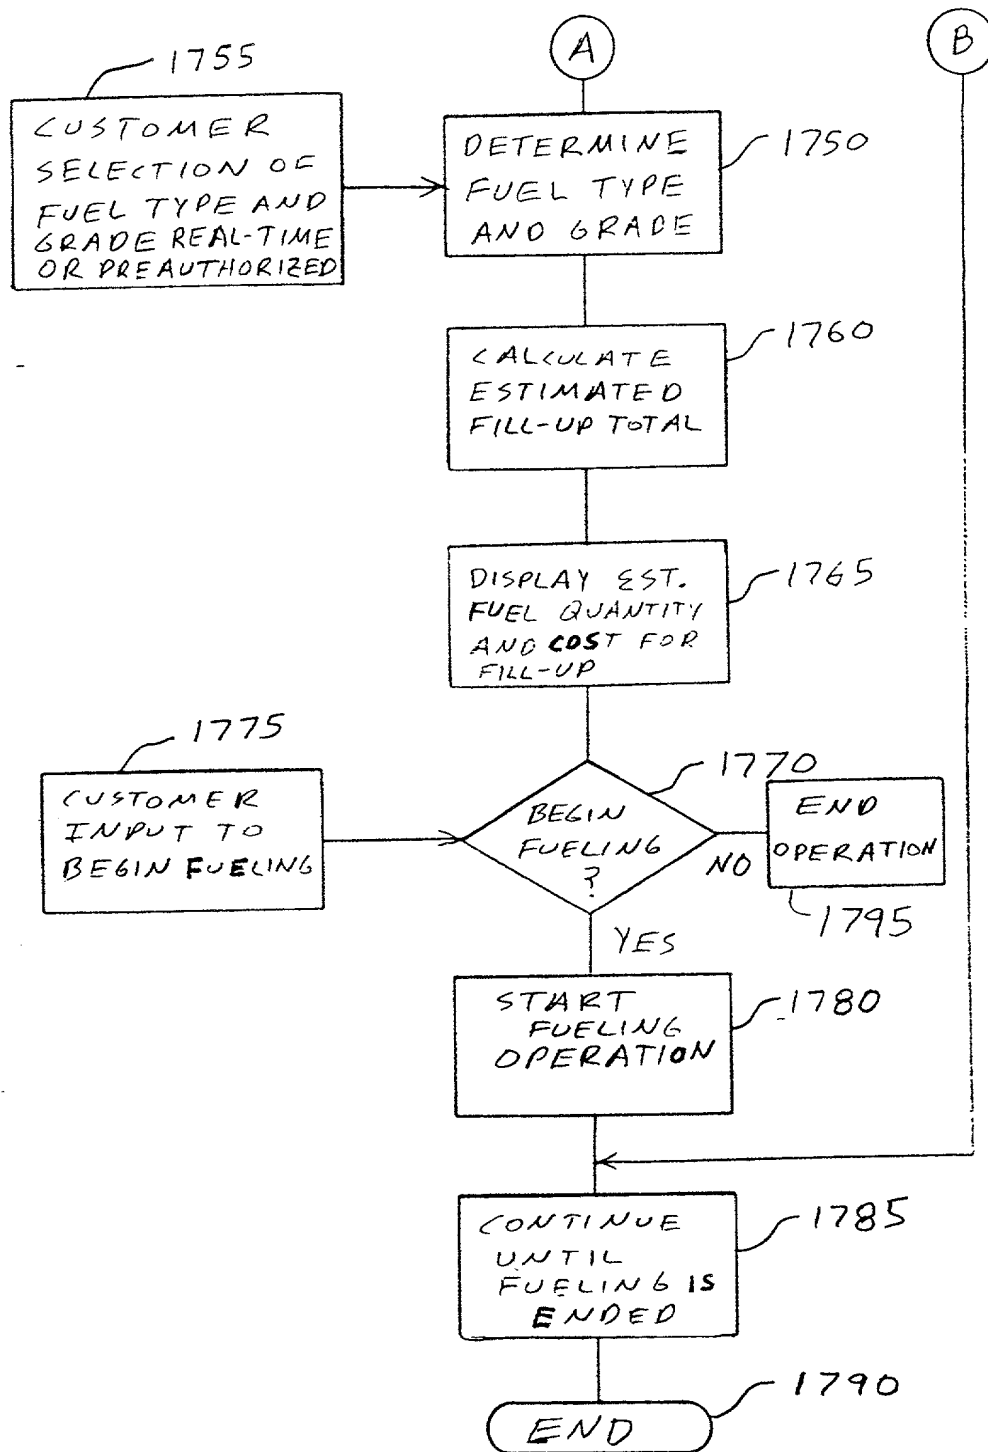 A
B
1755
CUSTOMER
SELECTION OF
FUEL TYPE AND
GRADE REAL-TIME
OR PREAUTHORIZED
DETERMINE
FUEL TYPE
AND GRADE
1750
CALCULATE
ESTIMATED
FILL-UP TOTAL
1760
DISPLAY EST.
FUEL QUANTITY
AND COST FOR
FILL-UP
1765
1775
CUSTOMER
INPUT TO
BEGIN FUELING
BEGIN
FUELING
?
1770
NO
END
OPERATION
1795
YES
START
FUELING
OPERATION
1780
CONTINUE
UNTIL
FUELING IS
ENDED
1785
END
1790